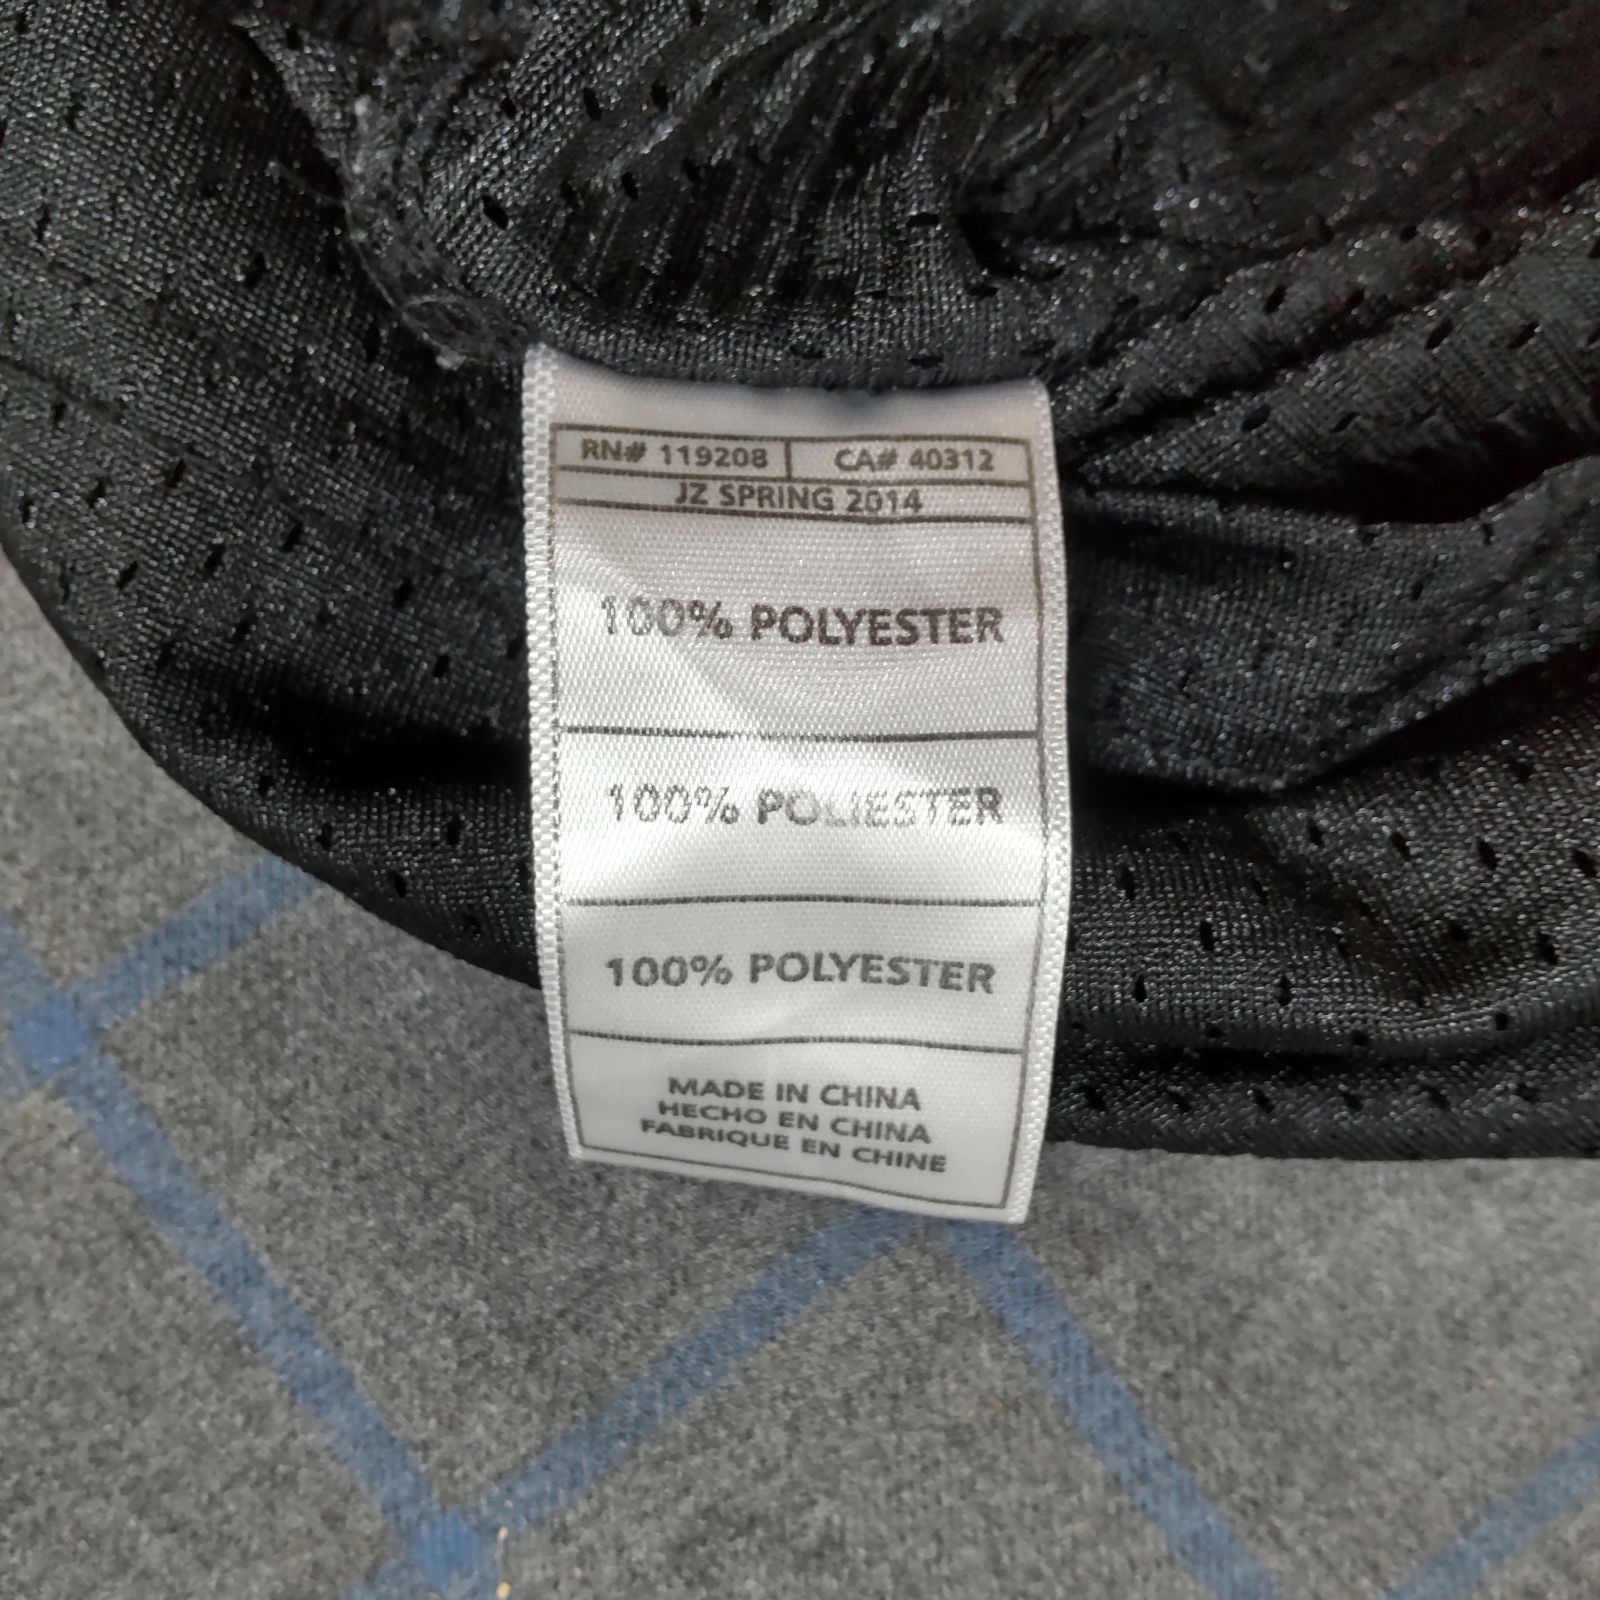 RN# 119208 CA# 40312
JZ SPRING 2014
100% POLYESTER
100% POLIESTER
100% POLYESTER
MADE IN CHINA
HECHO EN CHINA
FABRIQUE EN CHINE